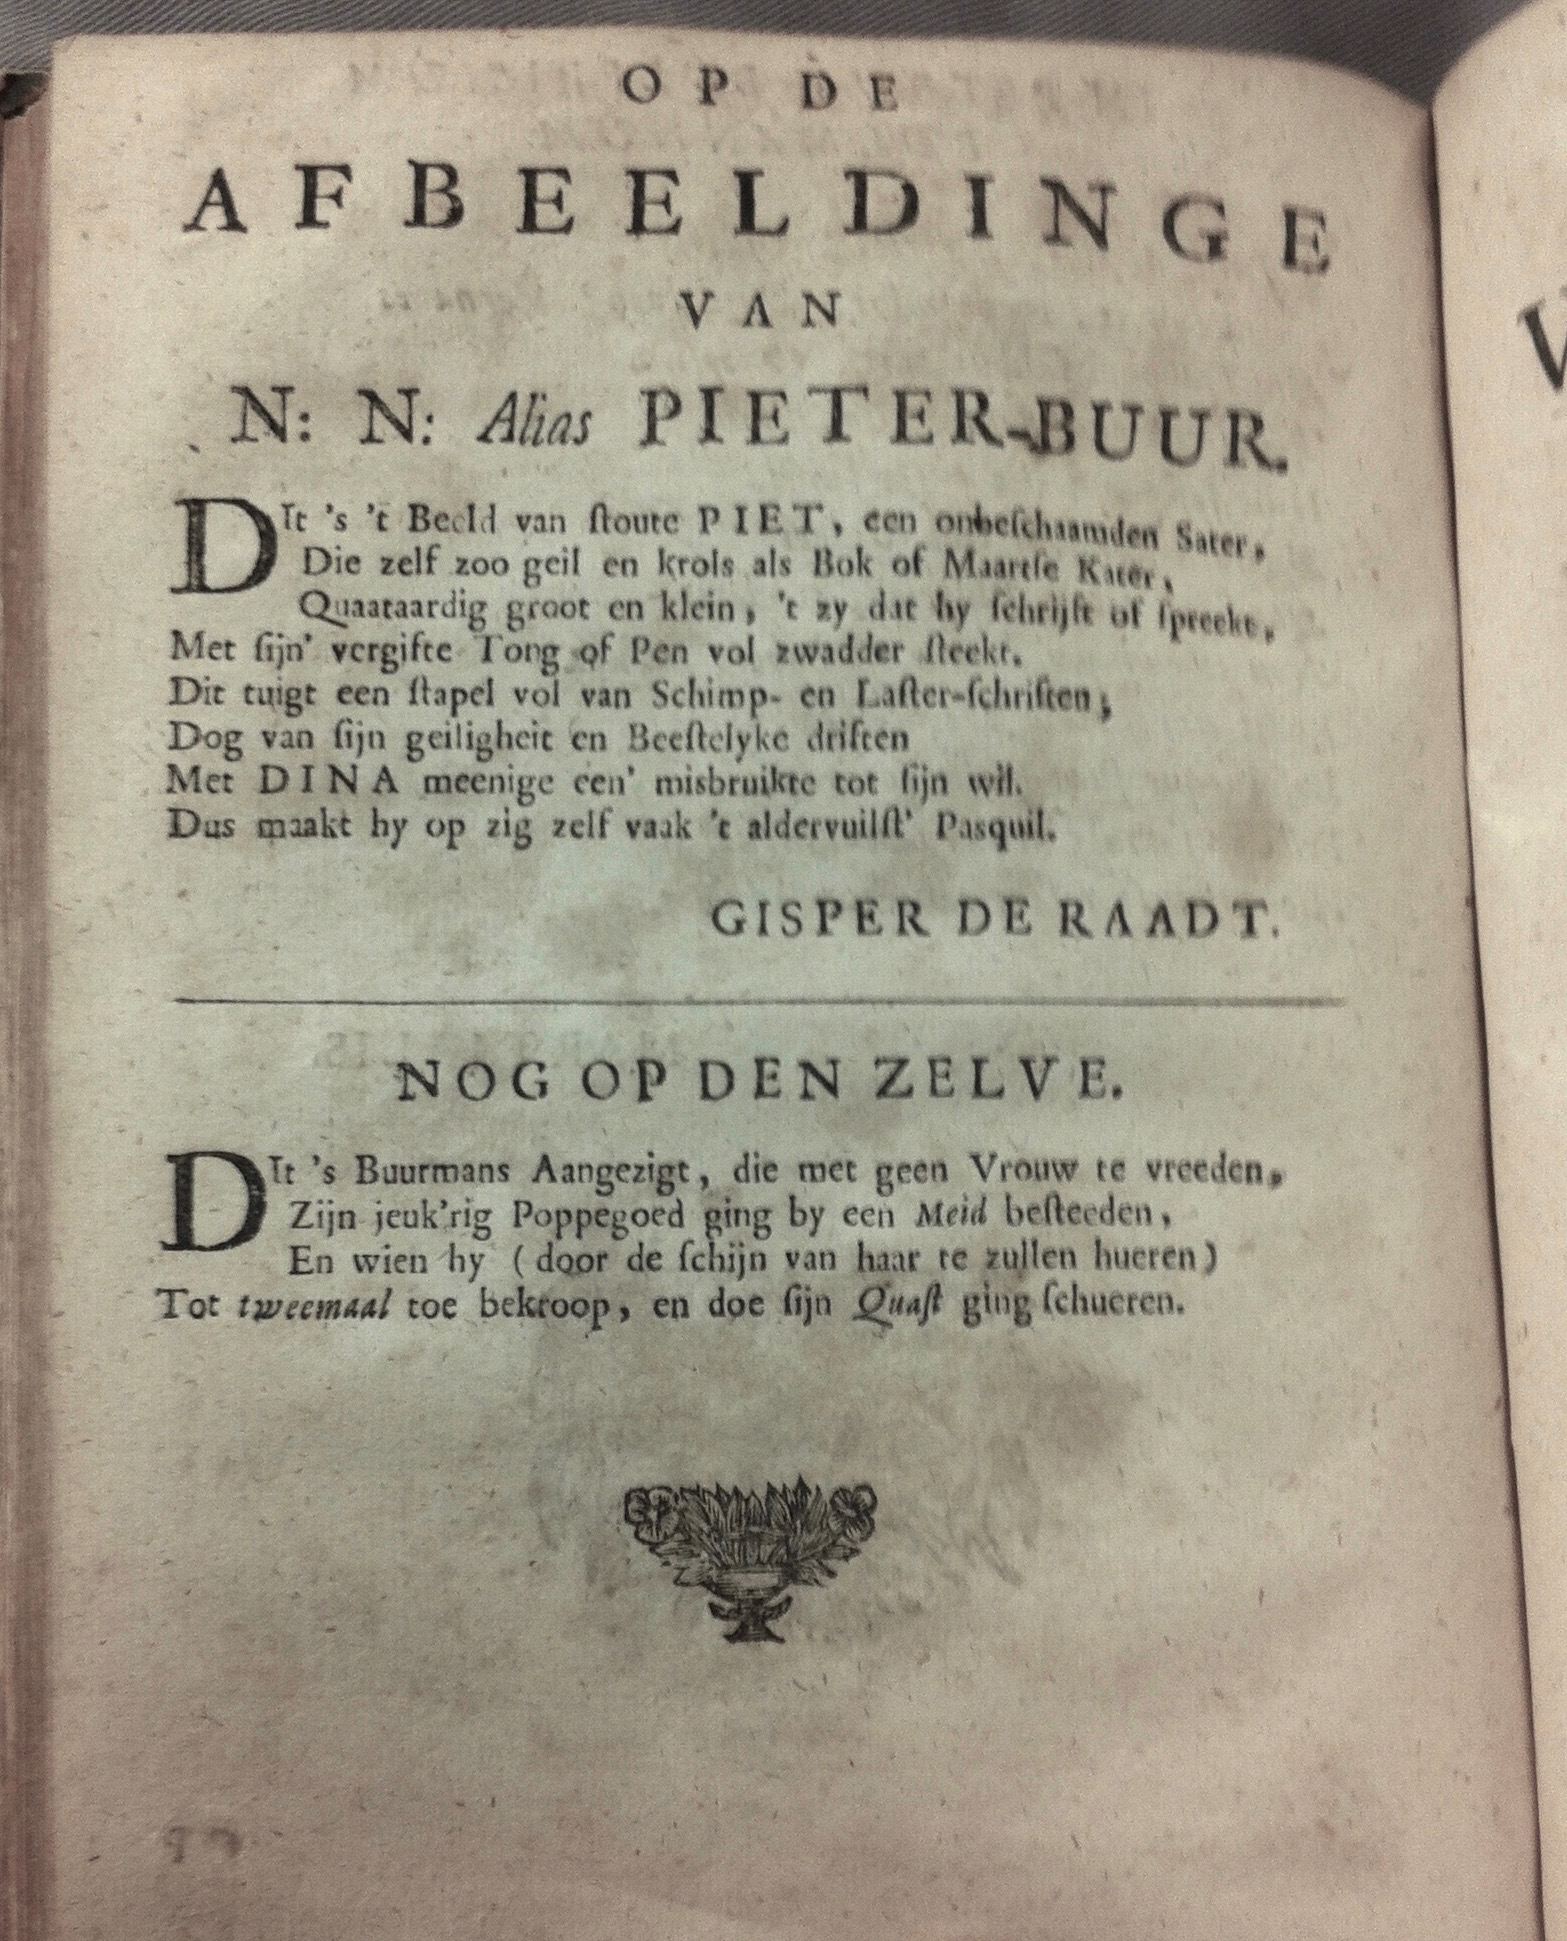 OP DE
AFBEELDINGE
VAN
N: N: Alias PIETER-BUUR.
DIt 's 't Beeld van ſtoute PIET, een onbeſchaamden Sater,
Die zelf zoo geil en krols als Bok of Maartſe Kater,
Quaataardig groot en klein, 't zy dat hy ſchrijft of ſpreekt,
Met ſijn' vergifte Tong of Pen vol zwadder ſteekt.
Dit tuigt een ſtapel vol van Schimp- en Laſter-ſchriften;
Dog van ſijn geiligheit en Beeſtelyke driften
Met DINA meenige een' misbruikte tot ſijn wil.
Dus maakt hy op zig zelf vaak 't aldervuilſt' Pasquil.
GISPER DE RAADT.
NOG OP DEN ZELVE.
DIt 's Buurmans Aangezigt, die met geen Vrouw te vreeden,
Zijn jeuk'rig Poppegoed ging by een Meid beſteeden,
En wien hy (door de ſchijn van haar te zullen hueren)
Tot tweemaal toe bekroop, en doe ſijn Quaſt ging ſchueren.